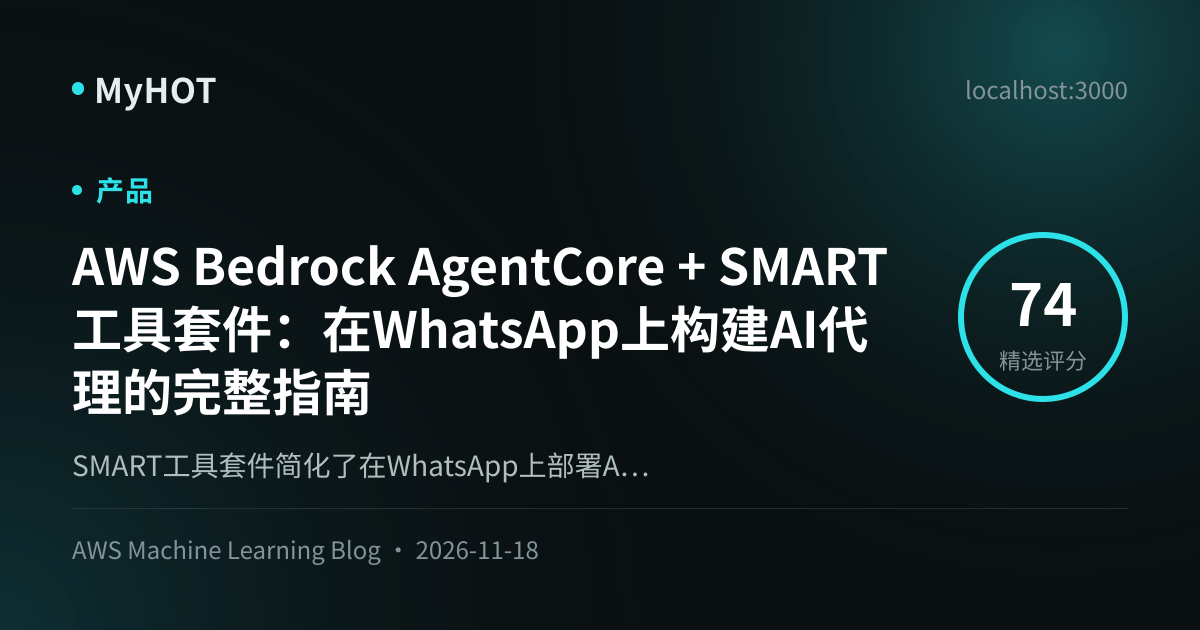 MyHOT
localhost:3000
产品
AWS Bedrock AgentCore + SMART
工具套件：在WhatsApp上构建AI代
理的完整指南
74
精选评分
SMART工具套件简化了在WhatsApp上部署A…
AWS Machine Learning Blog · 2026-11-18